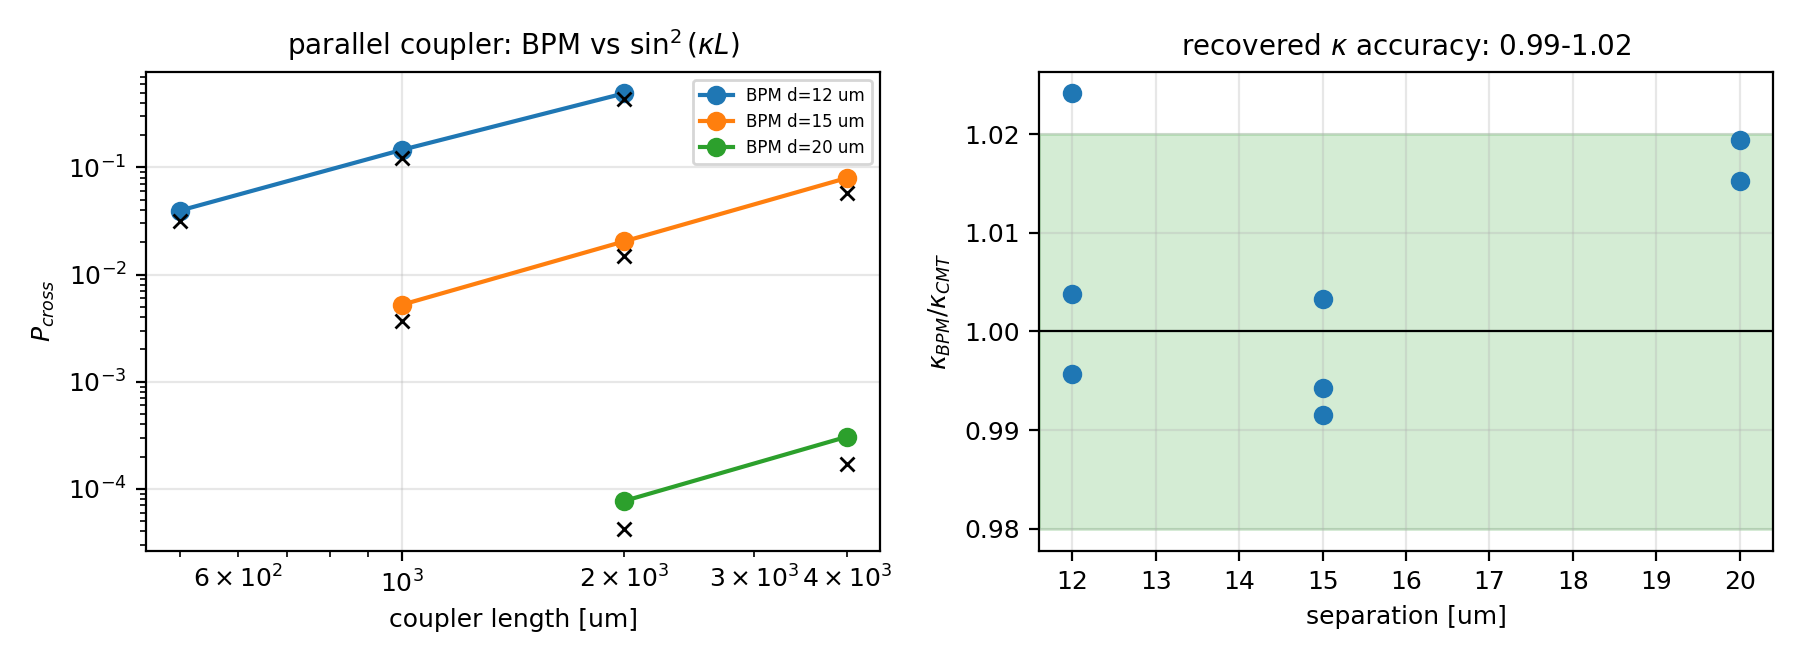 parallel coupler: BPM vs sin²(κL)
BPM d=12 um
BPM d=15 um
BPM d=20 um
10⁻¹
10⁻²
10⁻³
10⁻⁴
P_cross
6 × 10²
10³
2 × 10³
3 × 10³
4 × 10³
coupler length [um]
recovered κ accuracy: 0.99-1.02
1.02
1.01
1.00
0.99
0.98
κ_BPM/κ_CMT
12 13 14 15 16 17 18 19 20
separation [um]